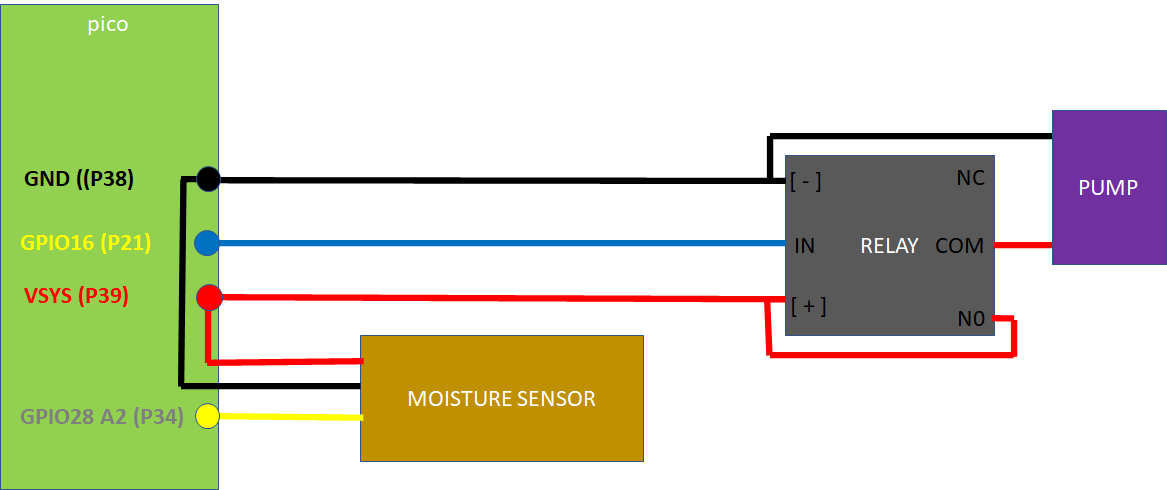 pico
GND ((P38)
GPIO16 (P21)
VSYS (P39)
GPIO28 A2 (P34)
MOISTURE SENSOR
[ - ]
NC
IN
RELAY
COM
[ + ]
N0
PUMP